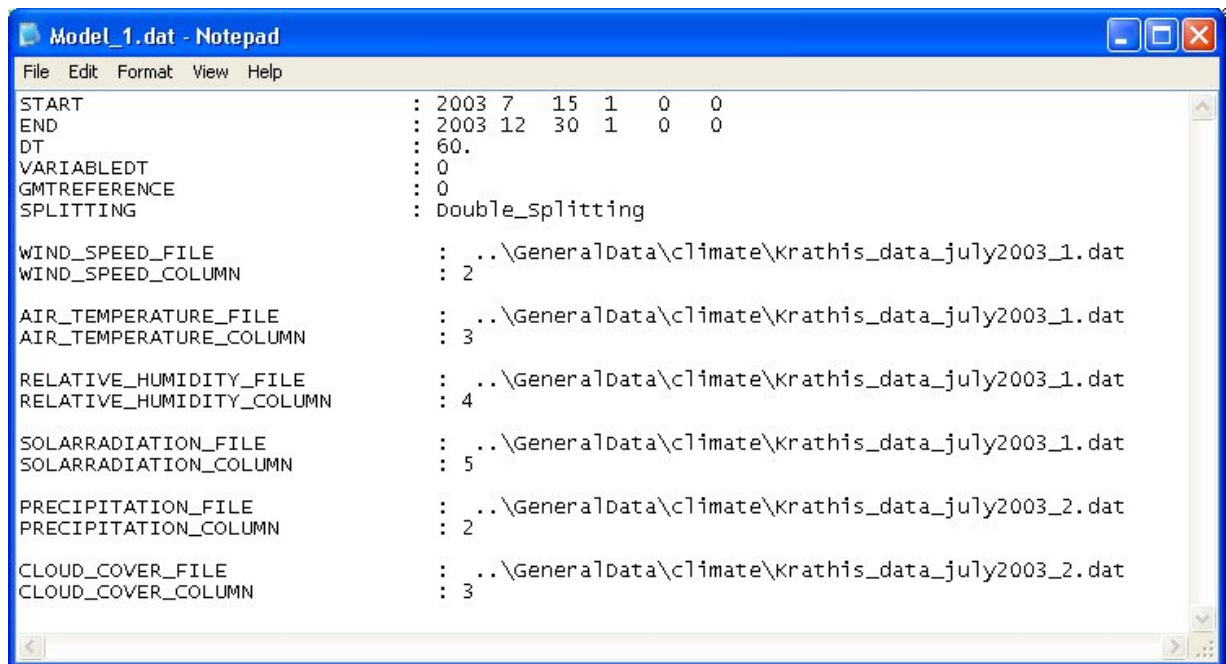 Model_1.dat - Notepad
File Edit Format View Help
START : 2003 7 15 1 0 0
END : 2003 12 30 1 0 0
DT : 60.
VARIABLEDT : 0
GMTREFERENCE : 0
SPLITTING : Double_Splitting
WIND_SPEED_FILE : ..\GeneralData\climate\Krathis_data_july2003_1.dat
WIND_SPEED_COLUMN : 2
AIR_TEMPERATURE_FILE : ..\GeneralData\climate\Krathis_data_july2003_1.dat
AIR_TEMPERATURE_COLUMN : 3
RELATIVE_HUMIDITY_FILE : ..\GeneralData\climate\Krathis_data_july2003_1.dat
RELATIVE_HUMIDITY_COLUMN : 4
SOLARRADIATION_FILE : ..\GeneralData\climate\Krathis_data_july2003_1.dat
SOLARRADIATION_COLUMN : 5
PRECIPITATION_FILE : ..\GeneralData\climate\Krathis_data_july2003_2.dat
PRECIPITATION_COLUMN : 2
CLOUD_COVER_FILE : ..\GeneralData\climate\Krathis_data_july2003_2.dat
CLOUD_COVER_COLUMN : 3